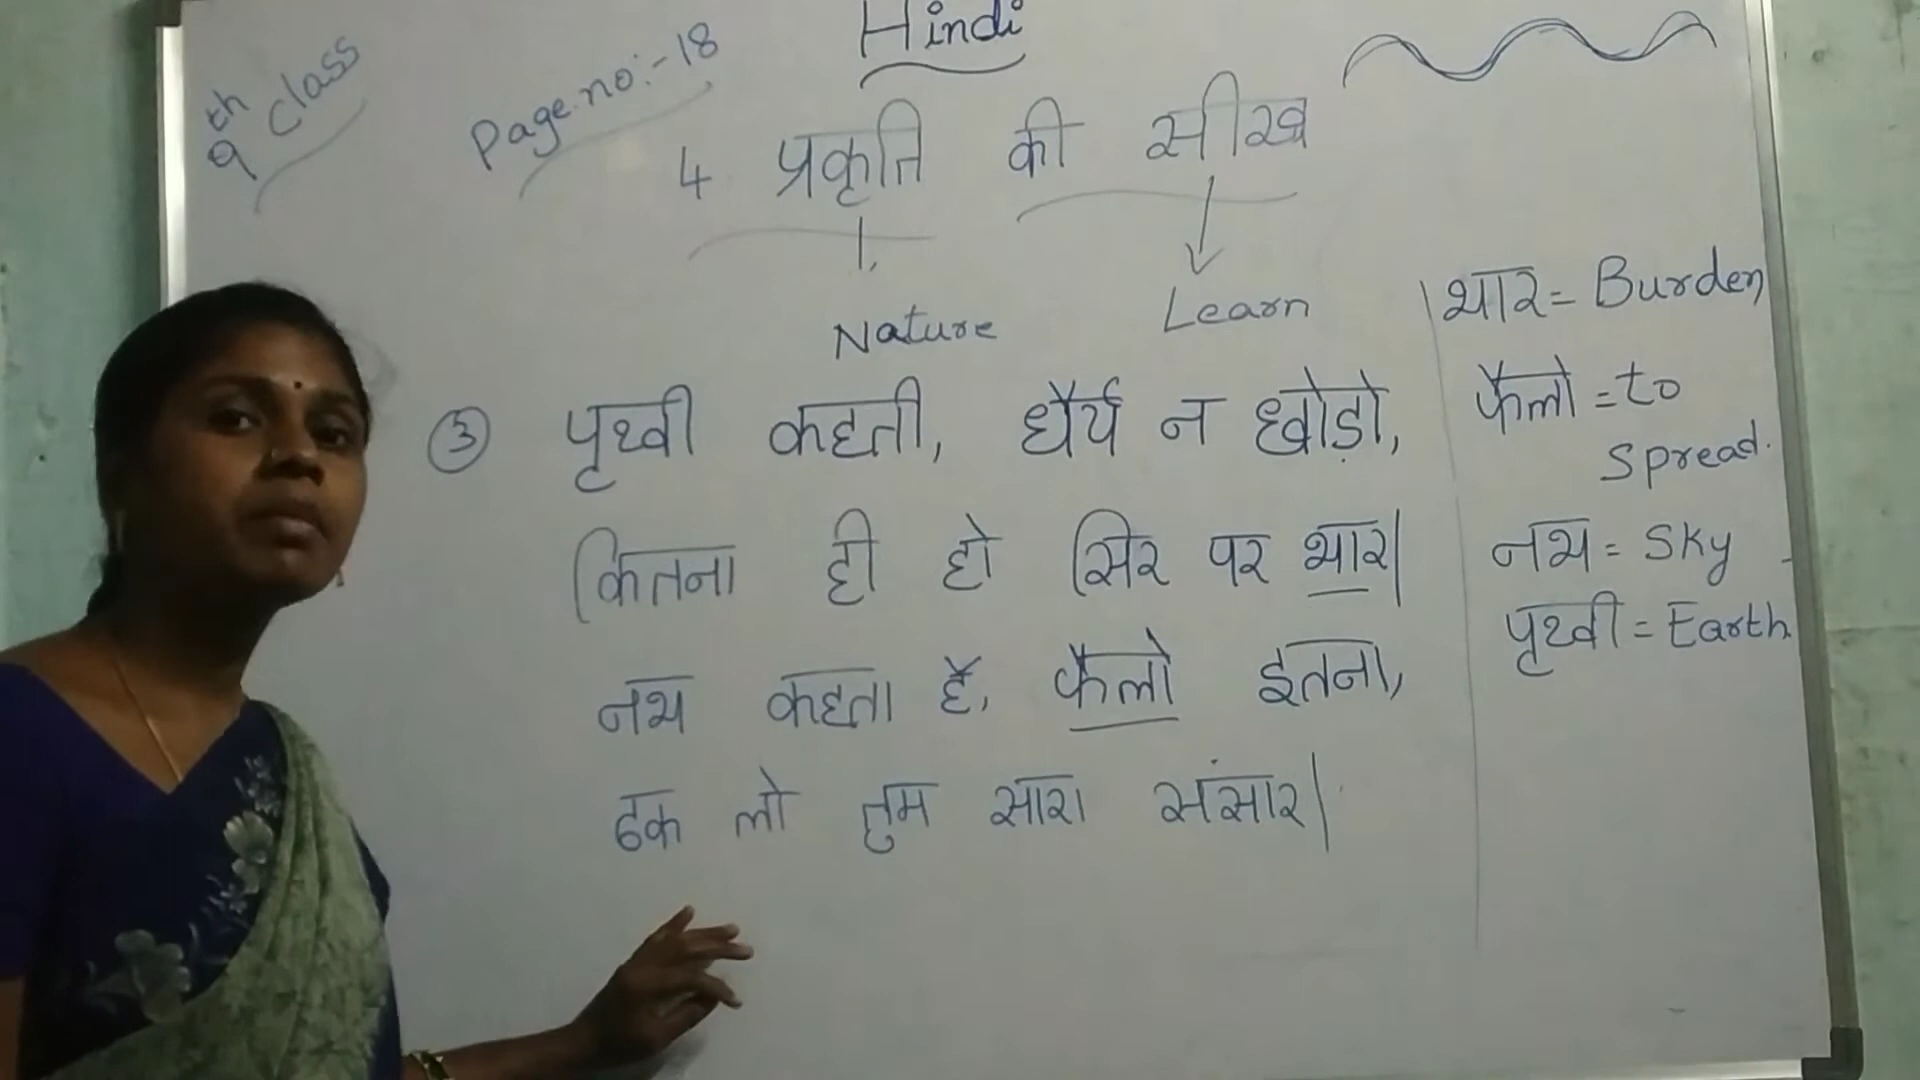 Hindi
9th class
Page.no:-18
4 प्रकृति की सीख
Nature
Learn
③ पृथ्वी कहती, धैर्य न छोड़ो,
कितना ही हो सिर पर भार|
नभ कहता है, फैलो इतना,
ढक लो तुम सारा संसार|
भार = Burden
फैलो = to
spread.
नभ = Sky
पृथ्वी = Earth